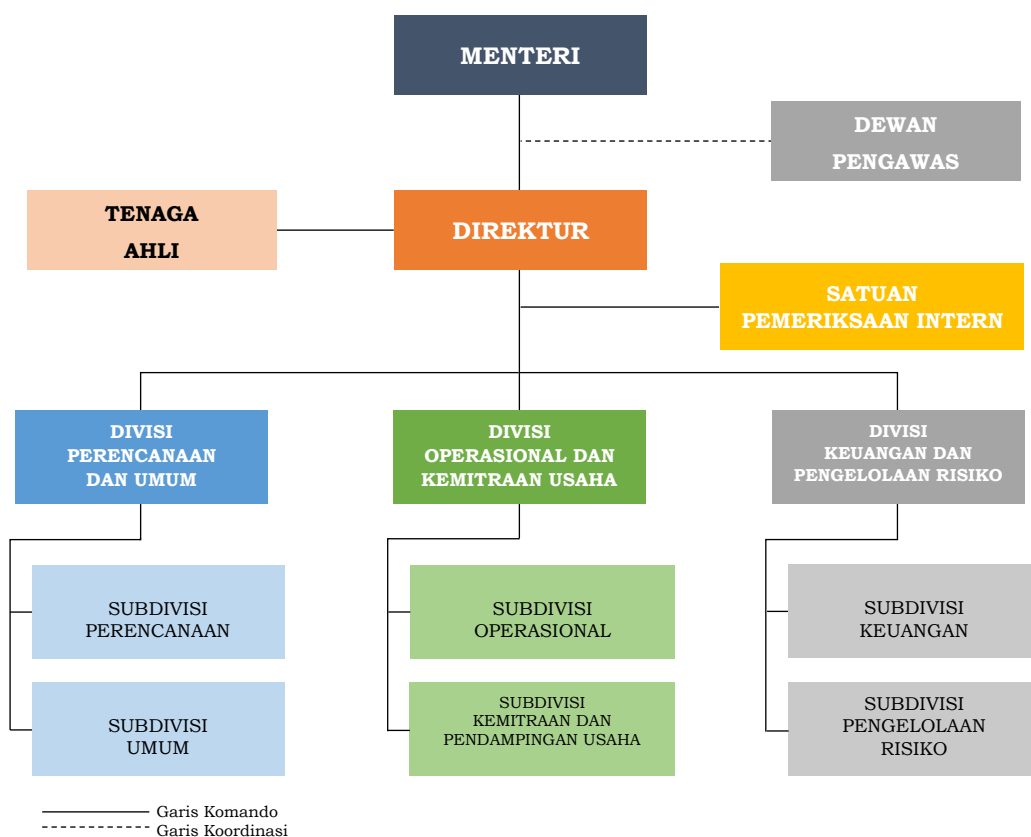 MENTERI
DEWAN
PENGAWAS
TENAGA
AHLI
DIREKTUR
SATUAN
PEMERIKSAAN INTERN
DIVISI
PERENCANAAN
DAN UMUM
DIVISI
OPERASIONAL DAN
KEMITRAAN USAHA
DIVISI
KEUANGAN DAN
PENGELOLAAN RISIKO
SUBDIVISI
PERENCANAAN
SUBDIVISI
OPERASIONAL
SUBDIVISI
KEUANGAN
SUBDIVISI
UMUM
SUBDIVISI
KEMITRAAN DAN
PENDAMPINGAN USAHA
SUBDIVISI
PENGELOLAAN
RISIKO
Garis Komando
Garis Koordinasi